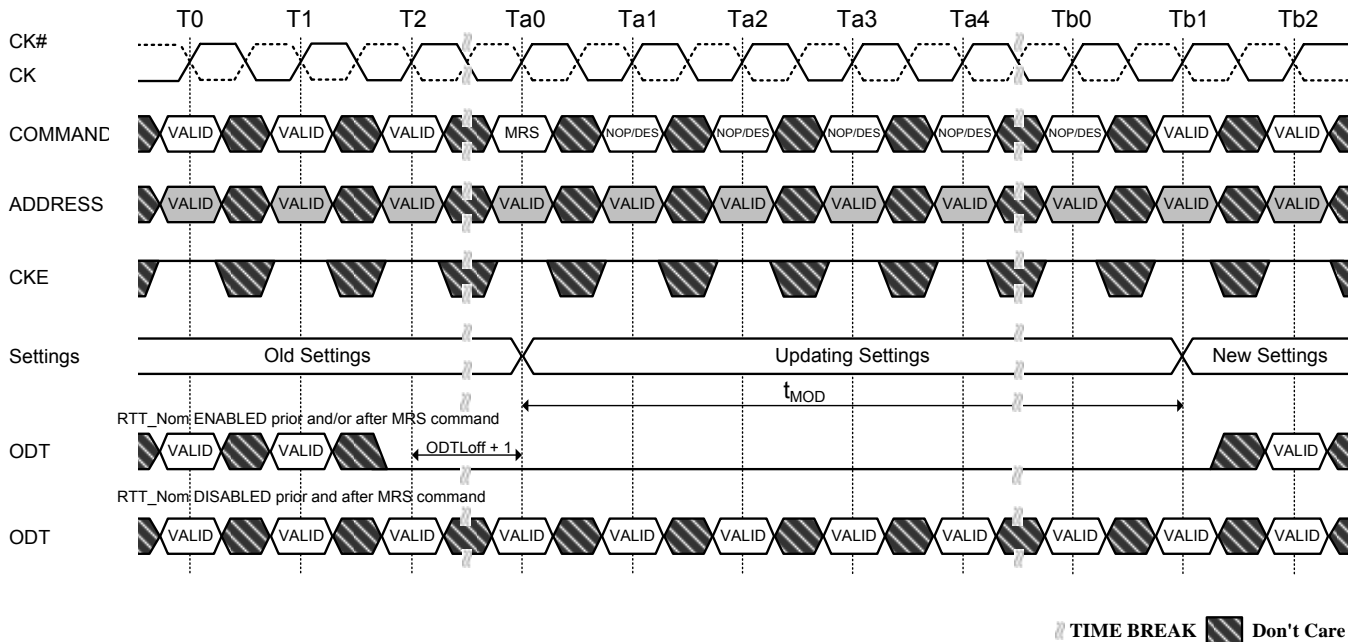 T0 T1 T2 Ta0 Ta1 Ta2 Ta3 Ta4 Tb0 Tb1 Tb2
CK#
CK
COMMAND VALID VALID VALID MRS NOP/DES NOP/DES NOP/DES NOP/DES NOP/DES VALID VALID
ADDRESS VALID VALID VALID VALID VALID VALID VALID VALID VALID VALID VALID
CKE
Settings Old Settings Updating Settings New Settings
tMOD
RTT_Nom ENABLED prior and/or after MRS command
ODT VALID VALID ODTLoff + 1 VALID
RTT_Nom DISABLED prior and after MRS command
ODT VALID VALID VALID VALID VALID VALID VALID VALID VALID VALID VALID
TIME BREAK Don't Care